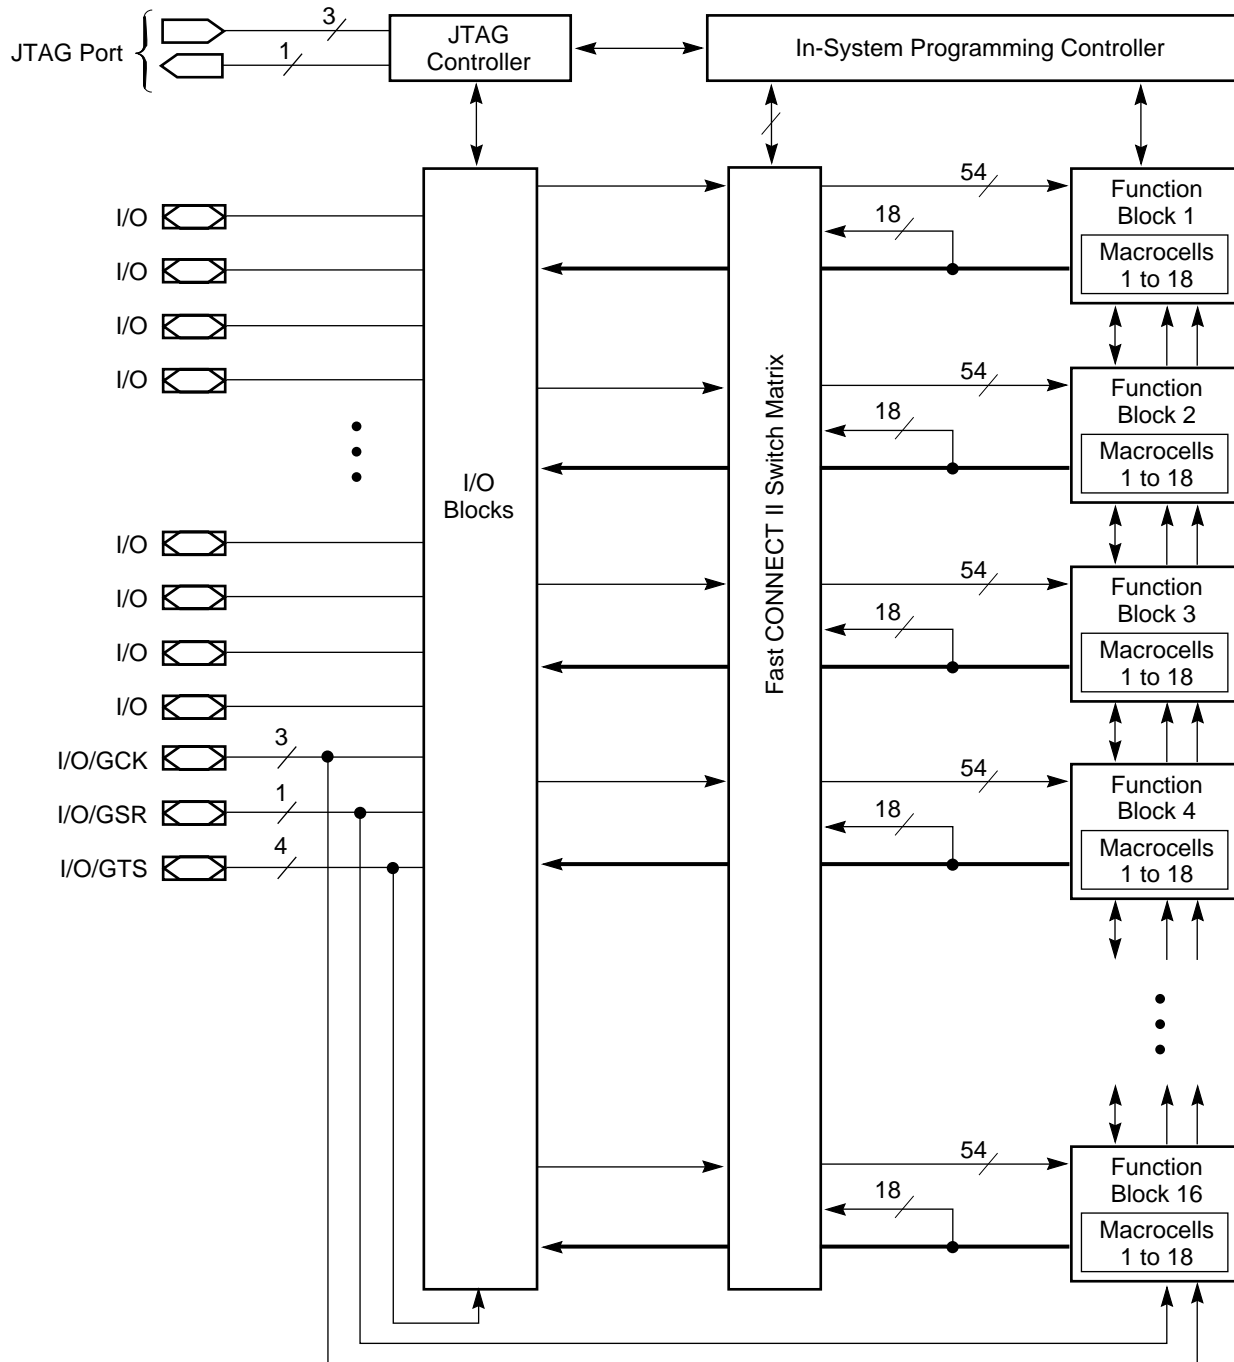 JTAG Port
3
1
JTAG
Controller
In-System Programming Controller
I/O
I/O
I/O
I/O
I/O
I/O
I/O
I/O
I/O/GCK
3
I/O/GSR
1
I/O/GTS
4
I/O
Blocks
Fast CONNECT II Switch Matrix
54
18
Function
Block 1
Macrocells
1 to 18
54
18
Function
Block 2
Macrocells
1 to 18
54
18
Function
Block 3
Macrocells
1 to 18
54
18
Function
Block 4
Macrocells
1 to 18
54
18
Function
Block 16
Macrocells
1 to 18